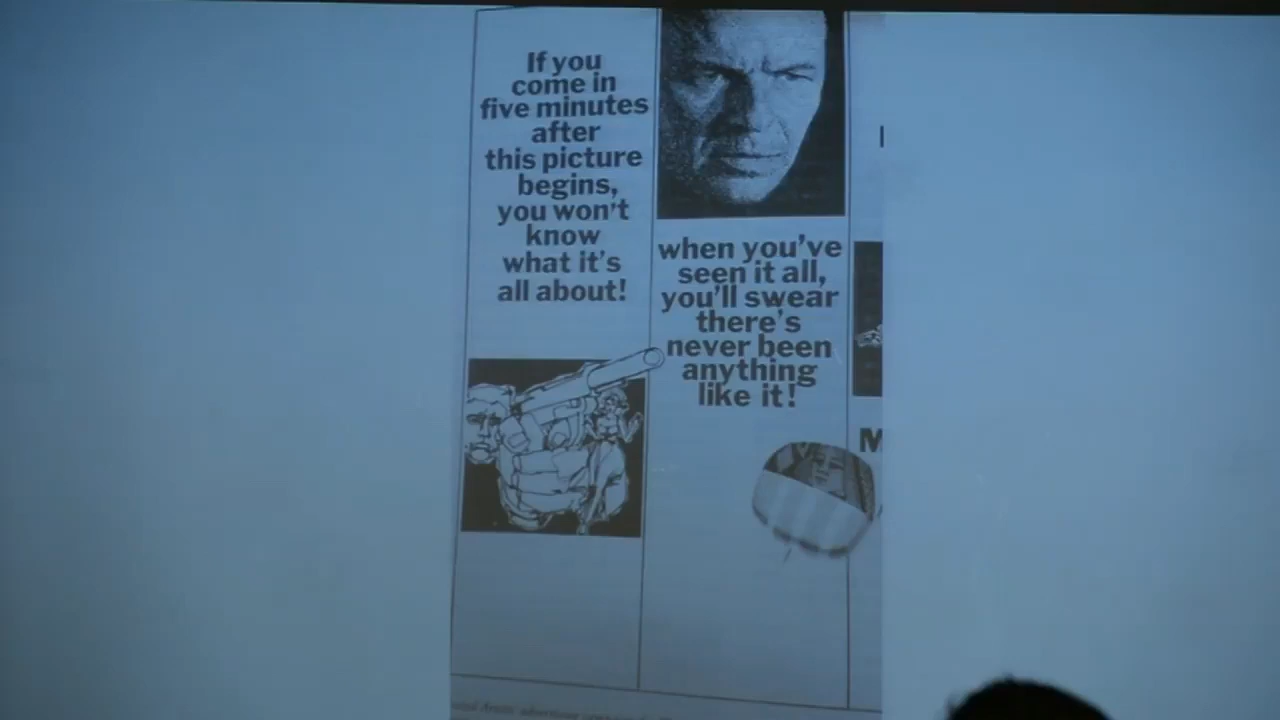 If you
come in
five minutes
after
this picture
begins,
you won't
know
what it's
all about!
when you've
seen it all,
you'll swear
there's
never been
anything
like it!
M